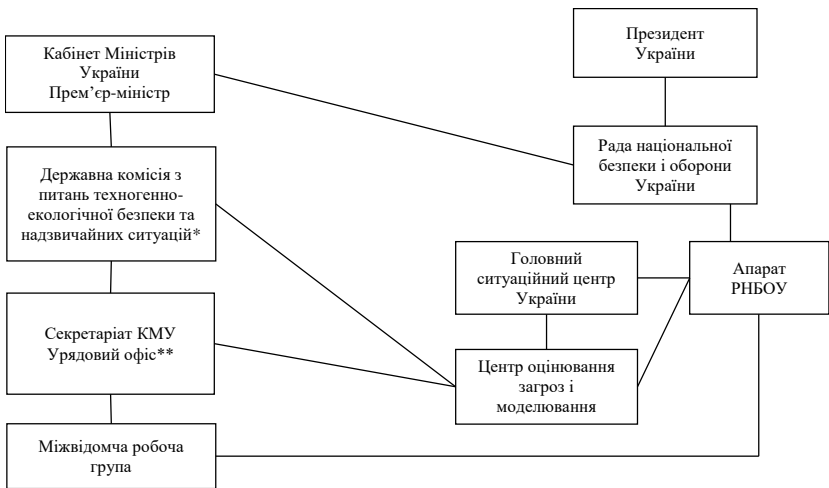 Кабінет Міністрів
України
Прем’єр-міністр
Президент
України
Рада національної
безпеки і оборони
України
Державна комісія з
питань техногенно-
екологічної безпеки та
надзвичайних ситуацій*
Головний
ситуаційний центр
України
Апарат
РНБОУ
Секретаріат КМУ
Урядовий офіс**
Центр оцінювання
загроз і
моделювання
Міжвідомча робоча
група